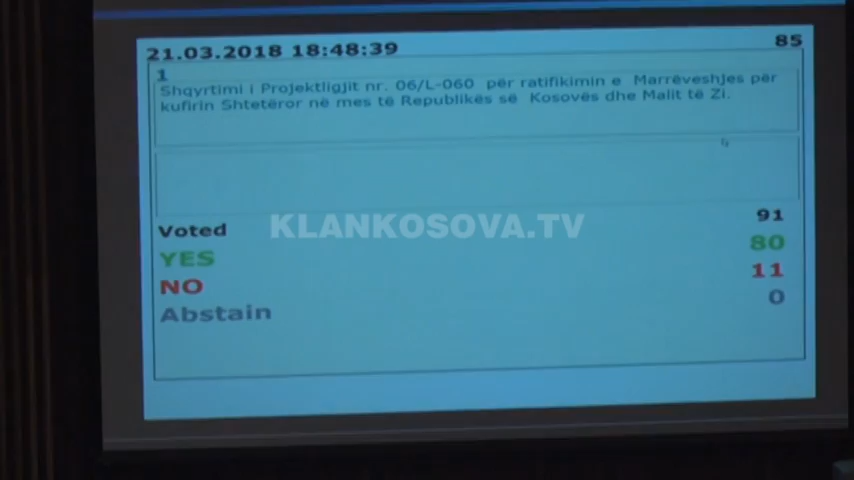 21.03.2018 18:48:39 85
1
Shqyrtimi i Projektligjit nr. 06/L-060 për ratifikimin e Marrëveshjes për
kufirin Shtetëror në mes të Republikës së Kosovës dhe Malit të Zi.
KLANKOSOVA.TV
Voted 91
YES 80
NO 11
Abstain 0